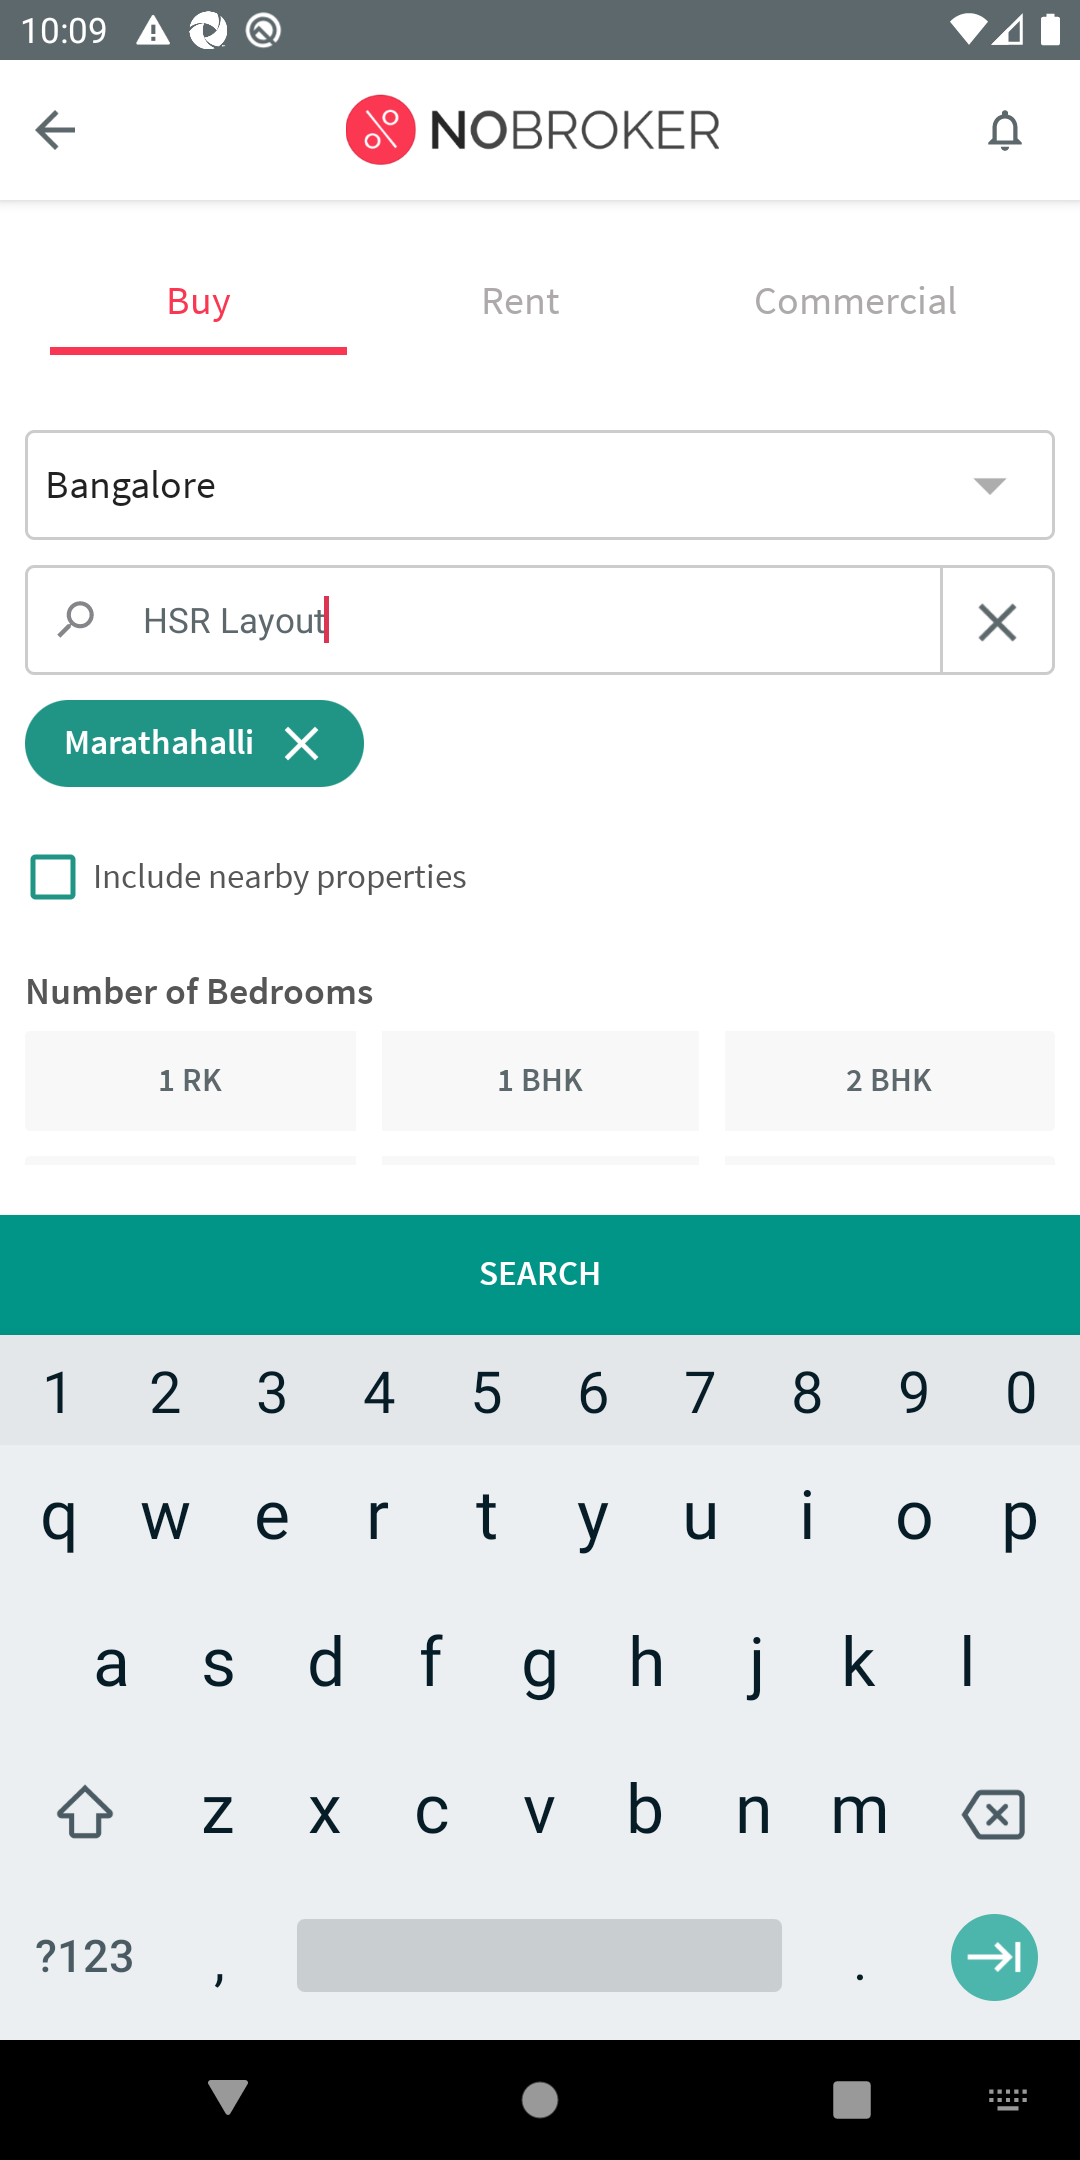 10:09
NOBROKER
Buy Rent Commercial
Bangalore
HSR Layout
Marathahalli
Include nearby properties
Number of Bedrooms
1 RK 1 BHK 2 BHK
SEARCH
1 2 3 4 5 6 7 8 9 0
q w e r t y u i o p
a s d f g h j k l
z x c v b n m
?123 , .